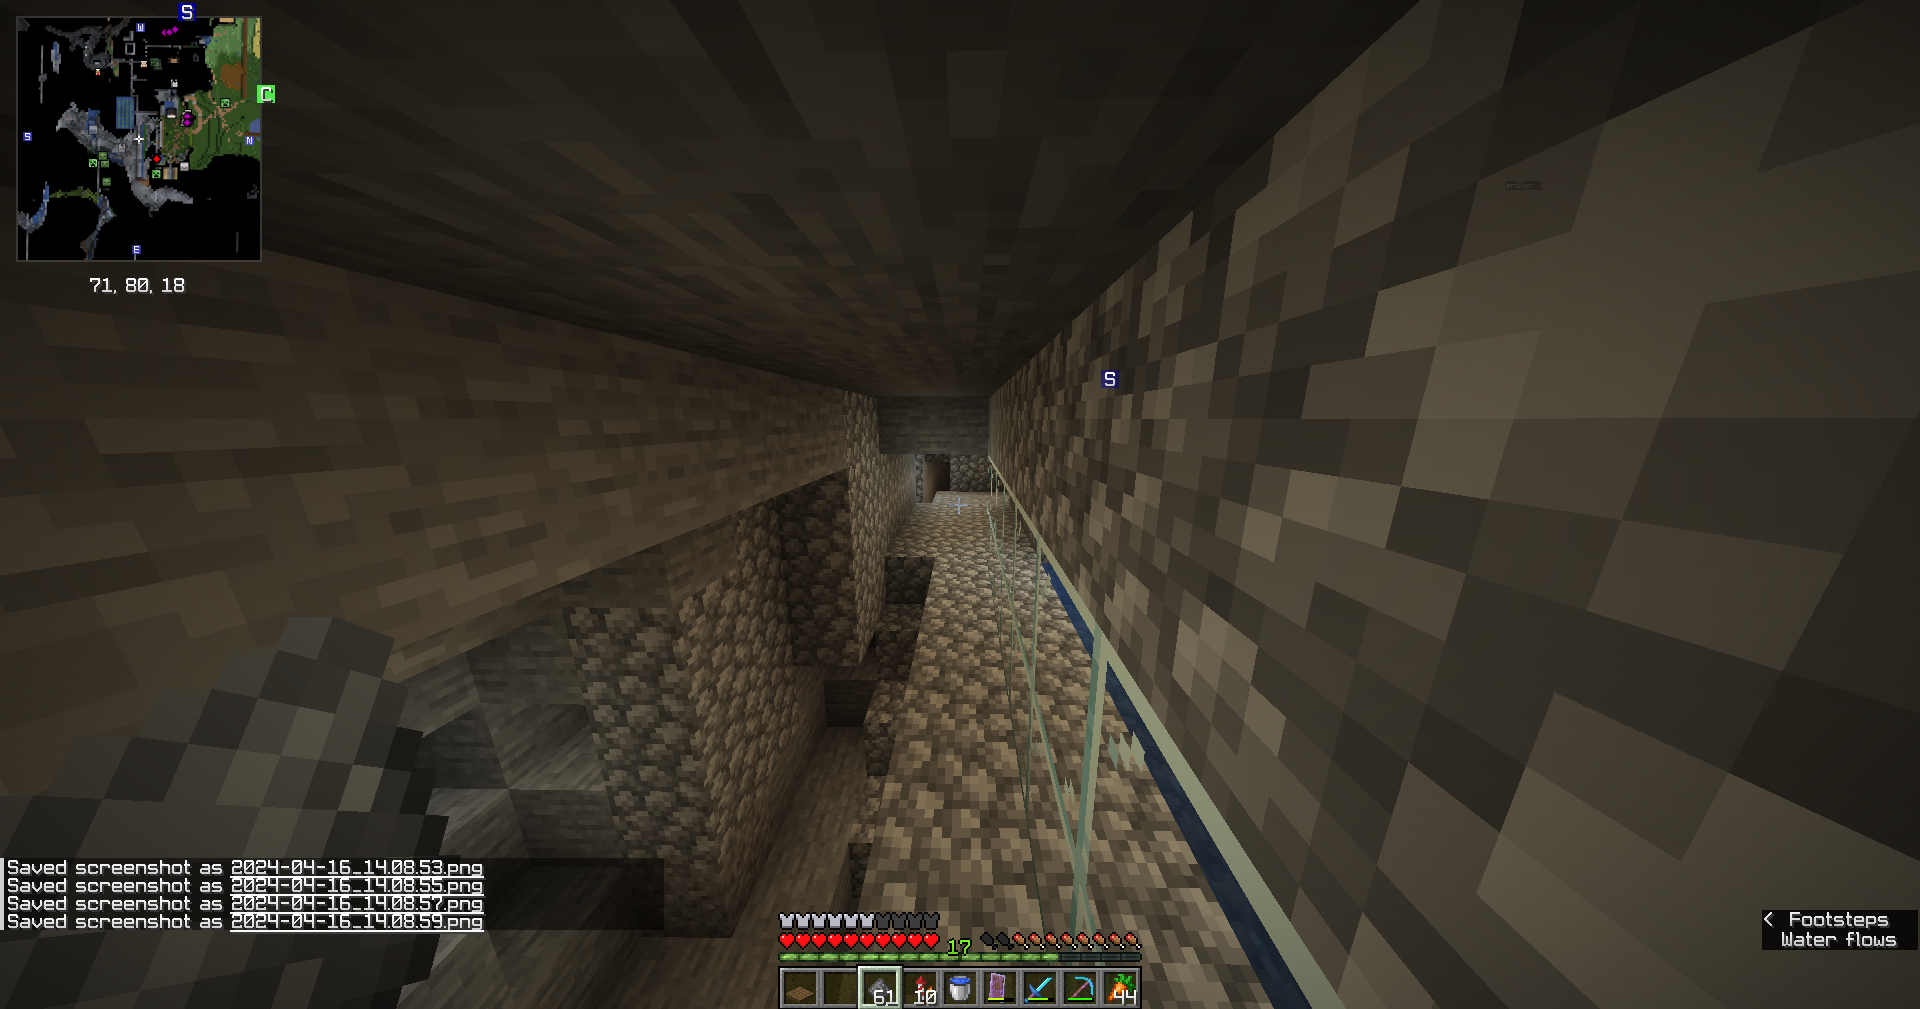 S
W
C
S
N
E
71, 80, 18
S
Saved screenshot as 2024-04-16_14.08.53.png
Saved screenshot as 2024-04-16_14.08.55.png
Saved screenshot as 2024-04-16_14.08.57.png
Saved screenshot as 2024-04-16_14.08.59.png
< Footsteps
Water flows
17
61
10
44